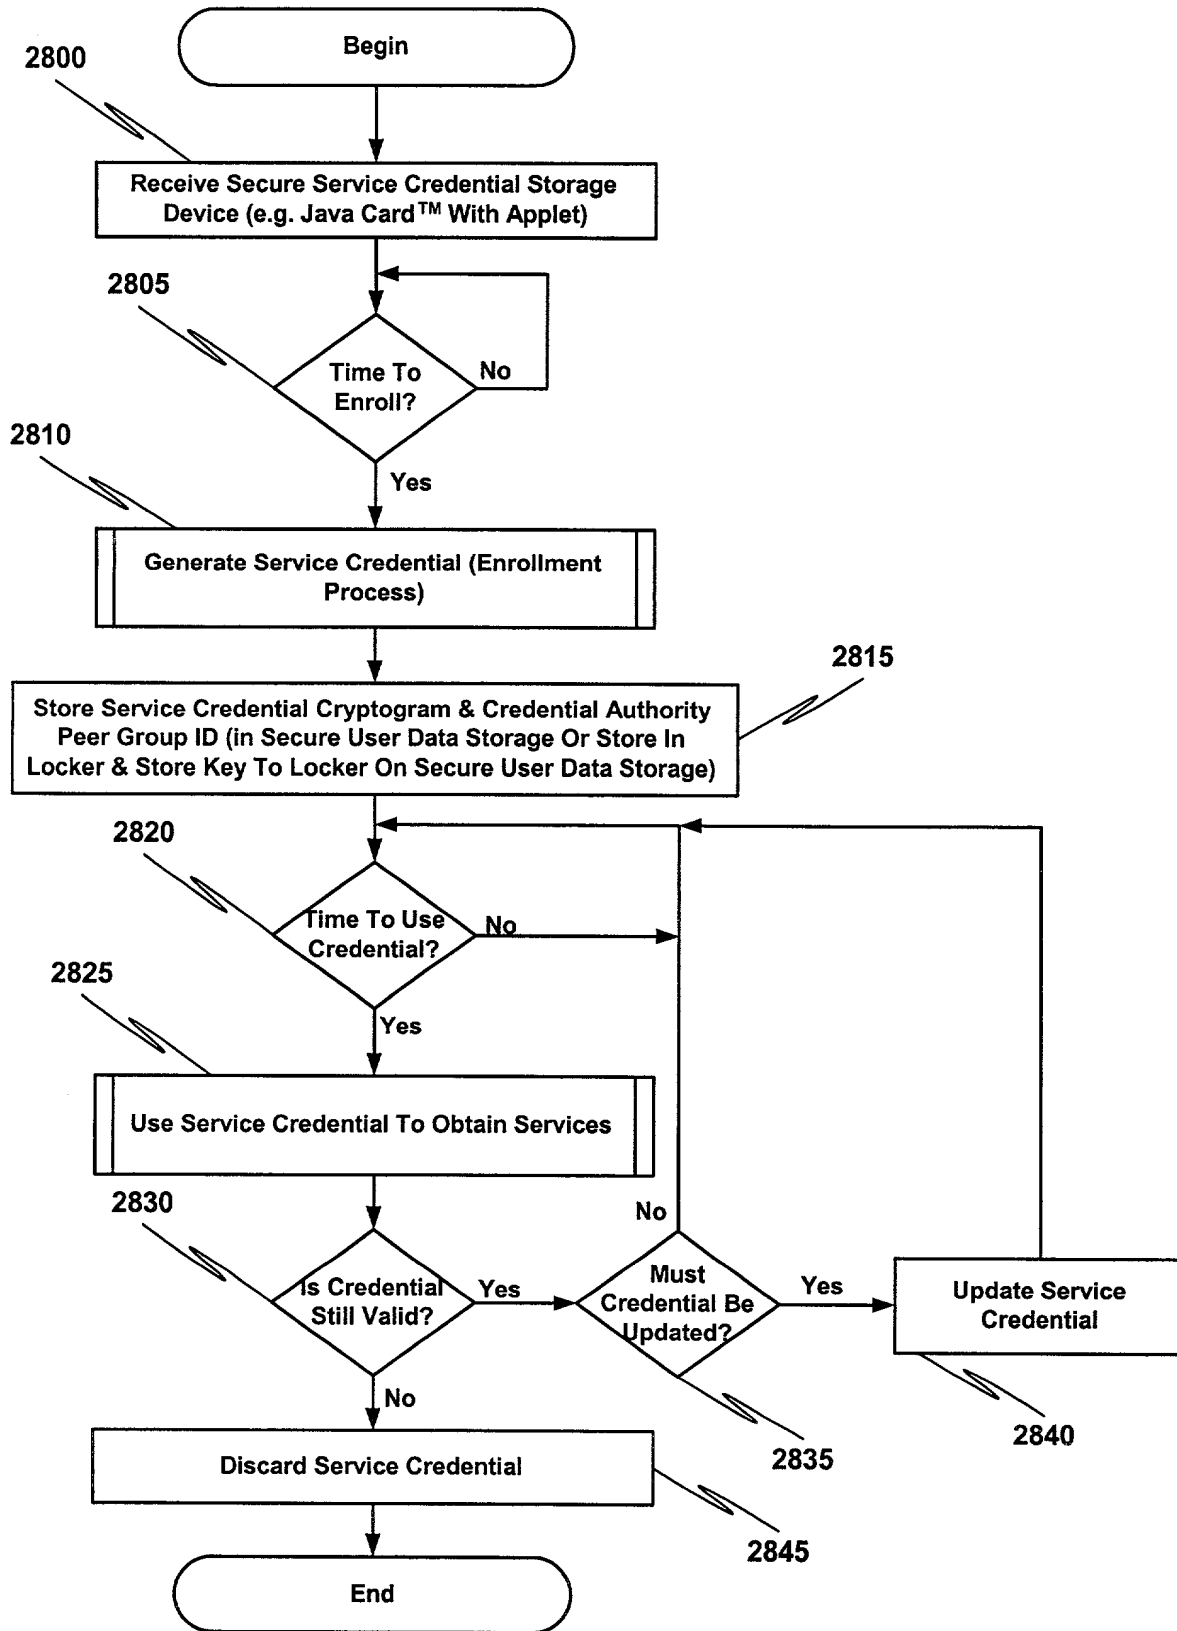 Begin
2800
Receive Secure Service Credential Storage
Device (e.g. Java Card™ With Applet)
2805
Time To
Enroll?
No
2810
Yes
Generate Service Credential (Enrollment
Process)
2815
Store Service Credential Cryptogram & Credential Authority
Peer Group ID (in Secure User Data Storage Or Store In
Locker & Store Key To Locker On Secure User Data Storage)
2820
Time To Use
Credential?
No
2825
Yes
Use Service Credential To Obtain Services
2830
No
Is Credential
Still Valid?
Yes
Must
Credential Be
Updated?
Yes
Update Service
Credential
No
2835
2840
Discard Service Credential
2845
End